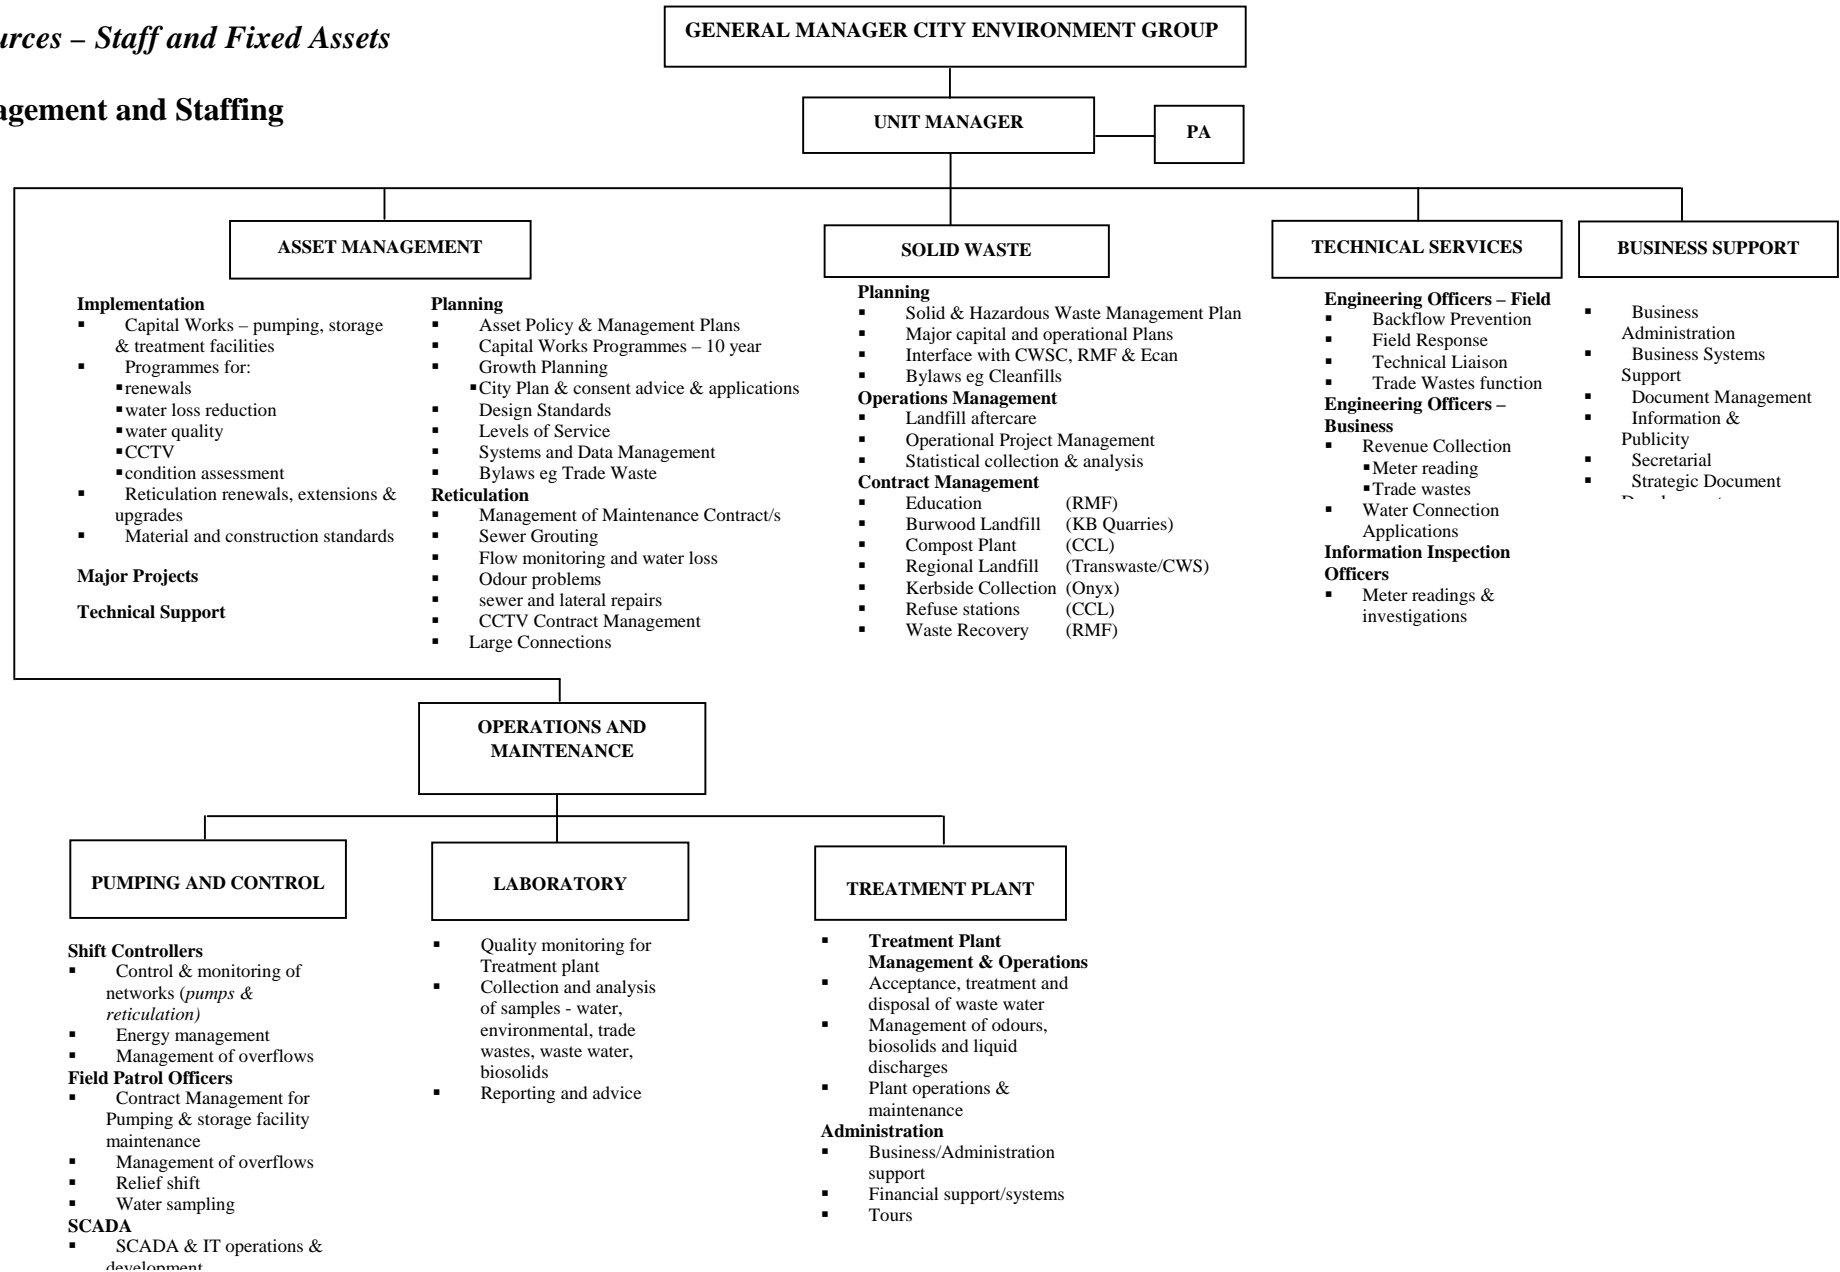 – Staff and Fixed Assets
and Staffing
GENERAL MANAGER CITY ENVIRONMENT GROUP
UNIT MANAGER
PA
ASSET MANAGEMENT
Implementation
▪ Capital Works – pumping, storage
& treatment facilities
▪ Programmes for:
▪renewals
▪water loss reduction
▪water quality
▪CCTV
▪condition assessment
▪ Reticulation renewals, extensions &
upgrades
▪ Material and construction standards
Major Projects
Technical Support
Planning
▪ Asset Policy & Management Plans
▪ Capital Works Programmes – 10 year
▪ Growth Planning
▪City Plan & consent advice & applications
▪ Design Standards
▪ Levels of Service
▪ Systems and Data Management
▪ Bylaws eg Trade Waste
Reticulation
▪ Management of Maintenance Contract/s
▪ Sewer Grouting
▪ Flow monitoring and water loss
▪ Odour problems
▪ sewer and lateral repairs
▪ CCTV Contract Management
▪ Large Connections
SOLID WASTE
Planning
▪ Solid & Hazardous Waste Management Plan
▪ Major capital and operational Plans
▪ Interface with CWSC, RMF & Ecan
▪ Bylaws eg Cleanfills
Operations Management
▪ Landfill aftercare
▪ Operational Project Management
▪ Statistical collection & analysis
Contract Management
▪ Education (RMF)
▪ Burwood Landfill (KB Quarries)
▪ Compost Plant (CCL)
▪ Regional Landfill (Transwaste/CWS)
▪ Kerbside Collection (Onyx)
▪ Refuse stations (CCL)
▪ Waste Recovery (RMF)
TECHNICAL SERVICES
Engineering Officers – Field
▪ Backflow Prevention
▪ Field Response
▪ Technical Liaison
▪ Trade Wastes function
Engineering Officers –
Business
▪ Revenue Collection
▪Meter reading
▪Trade wastes
▪ Water Connection
Applications
Information Inspection
Officers
▪ Meter readings &
investigations
BUSINESS SUPPORT
▪ Business
Administration
▪ Business Systems
Support
▪ Document Management
▪ Information &
Publicity
▪ Secretarial
▪ Strategic Document
OPERATIONS AND
MAINTENANCE
PUMPING AND CONTROL
Shift Controllers
▪ Control & monitoring of
networks (pumps &
reticulation)
▪ Energy management
▪ Management of overflows
Field Patrol Officers
▪ Contract Management for
Pumping & storage facility
maintenance
▪ Management of overflows
▪ Relief shift
▪ Water sampling
SCADA
▪ SCADA & IT operations &
development
LABORATORY
▪ Quality monitoring for
Treatment plant
▪ Collection and analysis
of samples - water,
environmental, trade
wastes, waste water,
biosolids
▪ Reporting and advice
TREATMENT PLANT
▪ Treatment Plant
Management & Operations
▪ Acceptance, treatment and
disposal of waste water
▪ Management of odours,
biosolids and liquid
discharges
▪ Plant operations &
maintenance
Administration
▪ Business/Administration
support
▪ Financial support/systems
▪ Tours